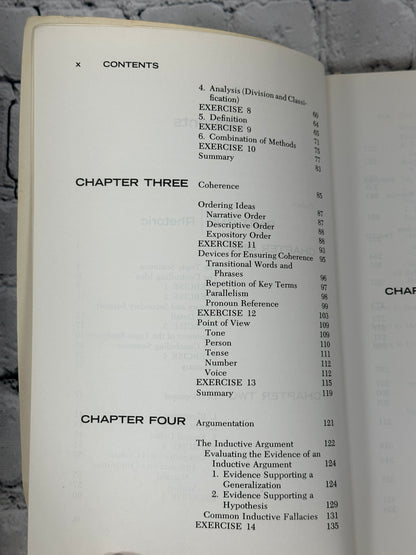 x CONTENTS
4. Analysis (Division and Classi-
fication) 60
EXERCISE 8 64
5. Definition 65
EXERCISE 9 71
6. Combination of Methods 75
EXERCISE 10 77
Summary 83
CHAPTER THREE Coherence 85
Ordering Ideas 87
Narrative Order 87
Descriptive Order 88
Expository Order 88
EXERCISE 11 93
Devices for Ensuring Coherence 95
Transitional Words and
Phrases 96
Repetition of Key Terms 97
Parallelism 98
Pronoun Reference 99
EXERCISE 12 103
Point of View 109
Tone 109
Person 110
Tense 111
Number 112
Voice 112
EXERCISE 13 115
Summary 119
CHAPTER FOUR Argumentation 121
The Inductive Argument 122
Evaluating the Evidence of an
Inductive Argument 124
1. Evidence Supporting a
Generalization 124
2. Evidence Supporting a
Hypothesis 129
Common Inductive Fallacies 131
EXERCISE 14 135
CHAP